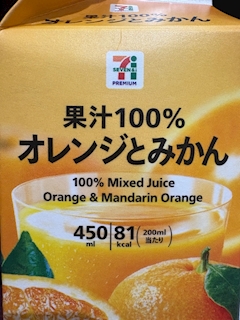 7i
SEVEN&i
PREMIUM
果汁100%
オレンジとみかん
100% Mixed Juice
Orange & Mandarin Orange
450 ml 81 kcal (200ml 当たり)